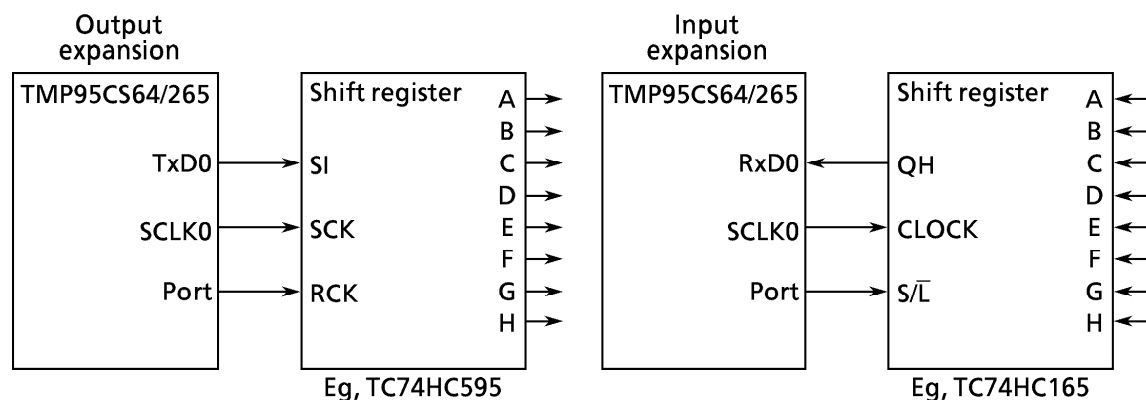 Output
expansion
TMP95CS64/265
TxD0
SCLK0
Port
Shift register
SI
SCK
RCK
A
B
C
D
E
F
G
H
Eg, TC74HC595
Input
expansion
TMP95CS64/265
RxD0
SCLK0
Port
Shift register
QH
CLOCK
S/L̅
A
B
C
D
E
F
G
H
Eg, TC74HC165